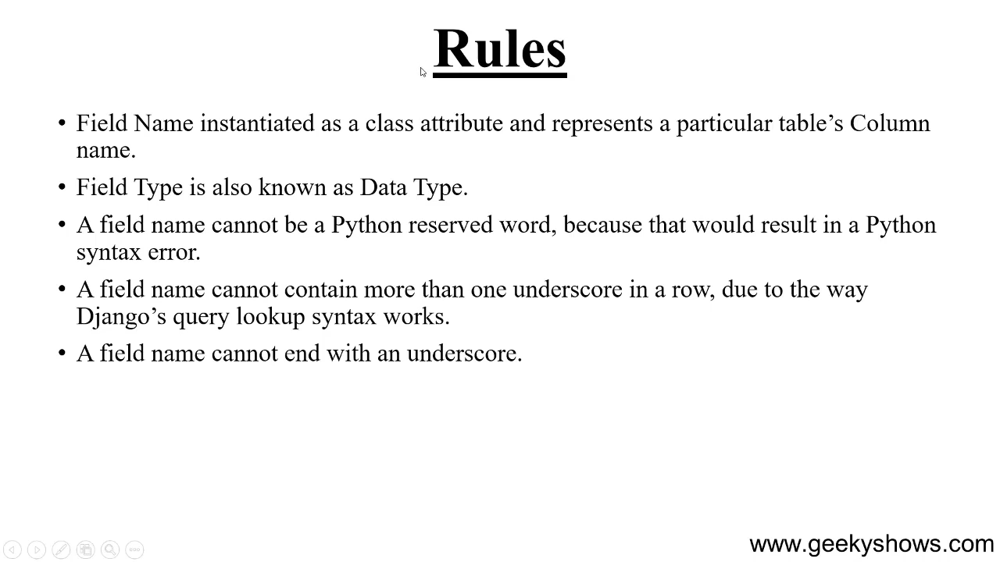 Rules
• Field Name instantiated as a class attribute and represents a particular table’s Column
name.
• Field Type is also known as Data Type.
• A field name cannot be a Python reserved word, because that would result in a Python
syntax error.
• A field name cannot contain more than one underscore in a row, due to the way
Django’s query lookup syntax works.
• A field name cannot end with an underscore.
www.geekyshows.com